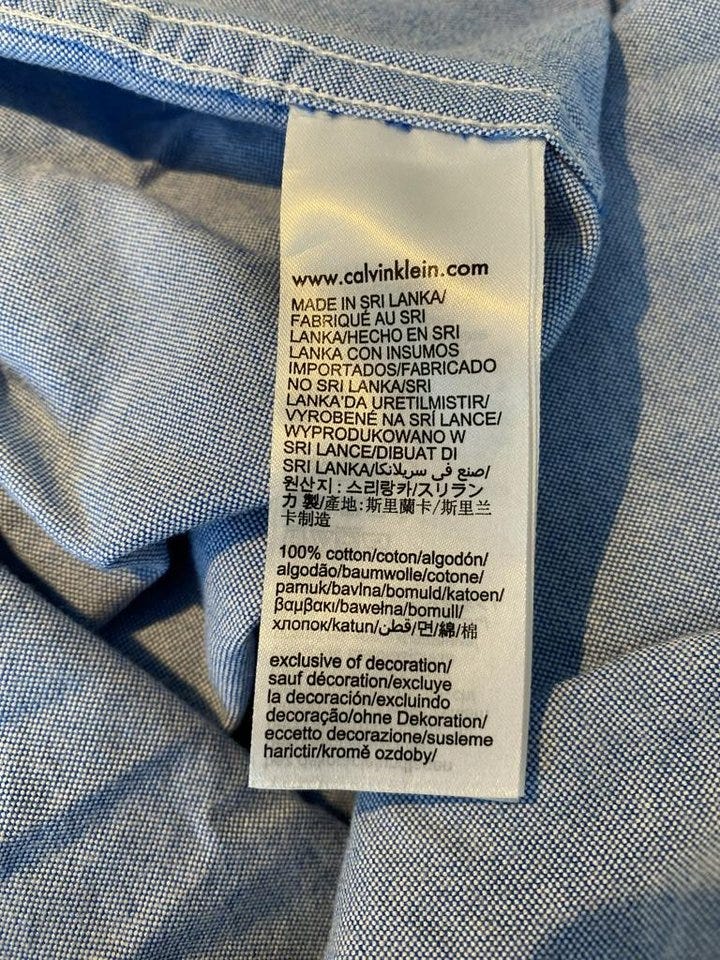 www.calvinklein.com
MADE IN SRI LANKA/
FABRIQUÉ AU SRI
LANKA/HECHO EN SRI
LANKA CON INSUMOS
IMPORTADOS/FABRICADO
NO SRI LANKA/SRI
LANKA'DA URETILMISTIR/
VYROBENÉ NA SRÍ LANCE/
WYPRODUKOWANO W
SRI LANCE/DIBUAT DI
SRI LANKA/صنع في سريلانكا/
원산지 : 스리랑카/スリラン
カ 製/產地:斯里蘭卡/斯里兰
卡制造
100% cotton/coton/algodón/
algodão/baumwolle/cotone/
pamuk/bavlna/bomuld/katoen/
βαμβακι/bawełna/bomull/
хлопок/katun/قطن/면/綿/棉
exclusive of decoration/
sauf décoration/excluye
la decoración/excluindo
decoração/ohne Dekoration/
eccetto decorazione/susleme
harictir/kromě ozdoby/